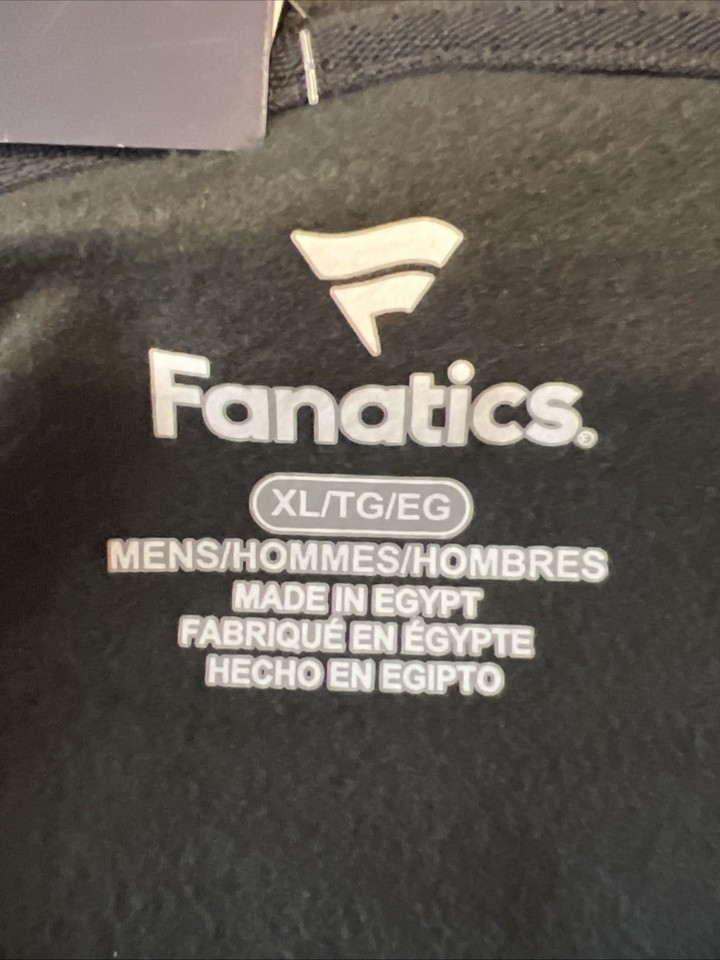 Fanatics®
XL/TG/EG
MENS/HOMMES/HOMBRES
MADE IN EGYPT
FABRIQUÉ EN ÉGYPTE
HECHO EN EGIPTO